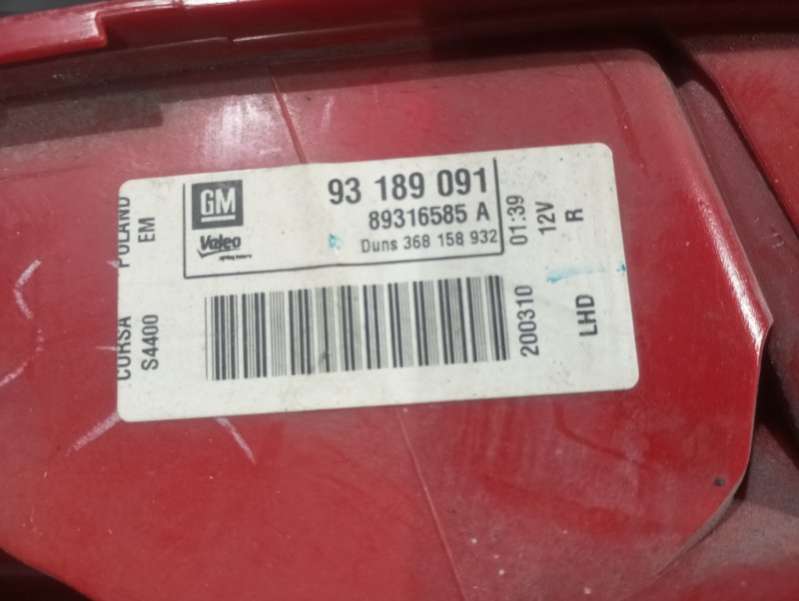 GM
93 189 091
89316585 A
Valeo
Duns 368 158 932
CORSA POLAND
S4400 EM
200310 01:39
12V
LHD R